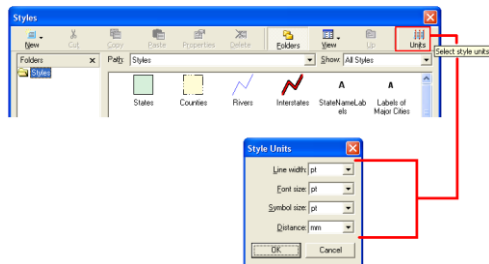 Styles
New Cut Copy Paste Properties Delete Folders View Up Units
Select style units
Folders x Path: Styles Show: All Styles
Styles
States Counties Rivers Interstates StateNameLab els Labels of Major Cities
A A
Style Units
Line width: pt
Font size: pt
Symbol size: pt
Distance: mm
OK Cancel